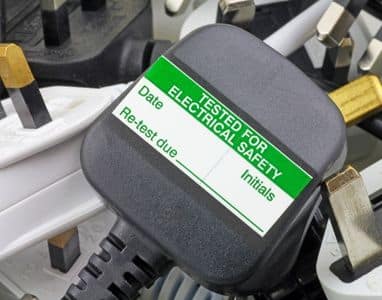 TESTED FOR
ELECTRICAL SAFETY
Date
Initials
Re-test due